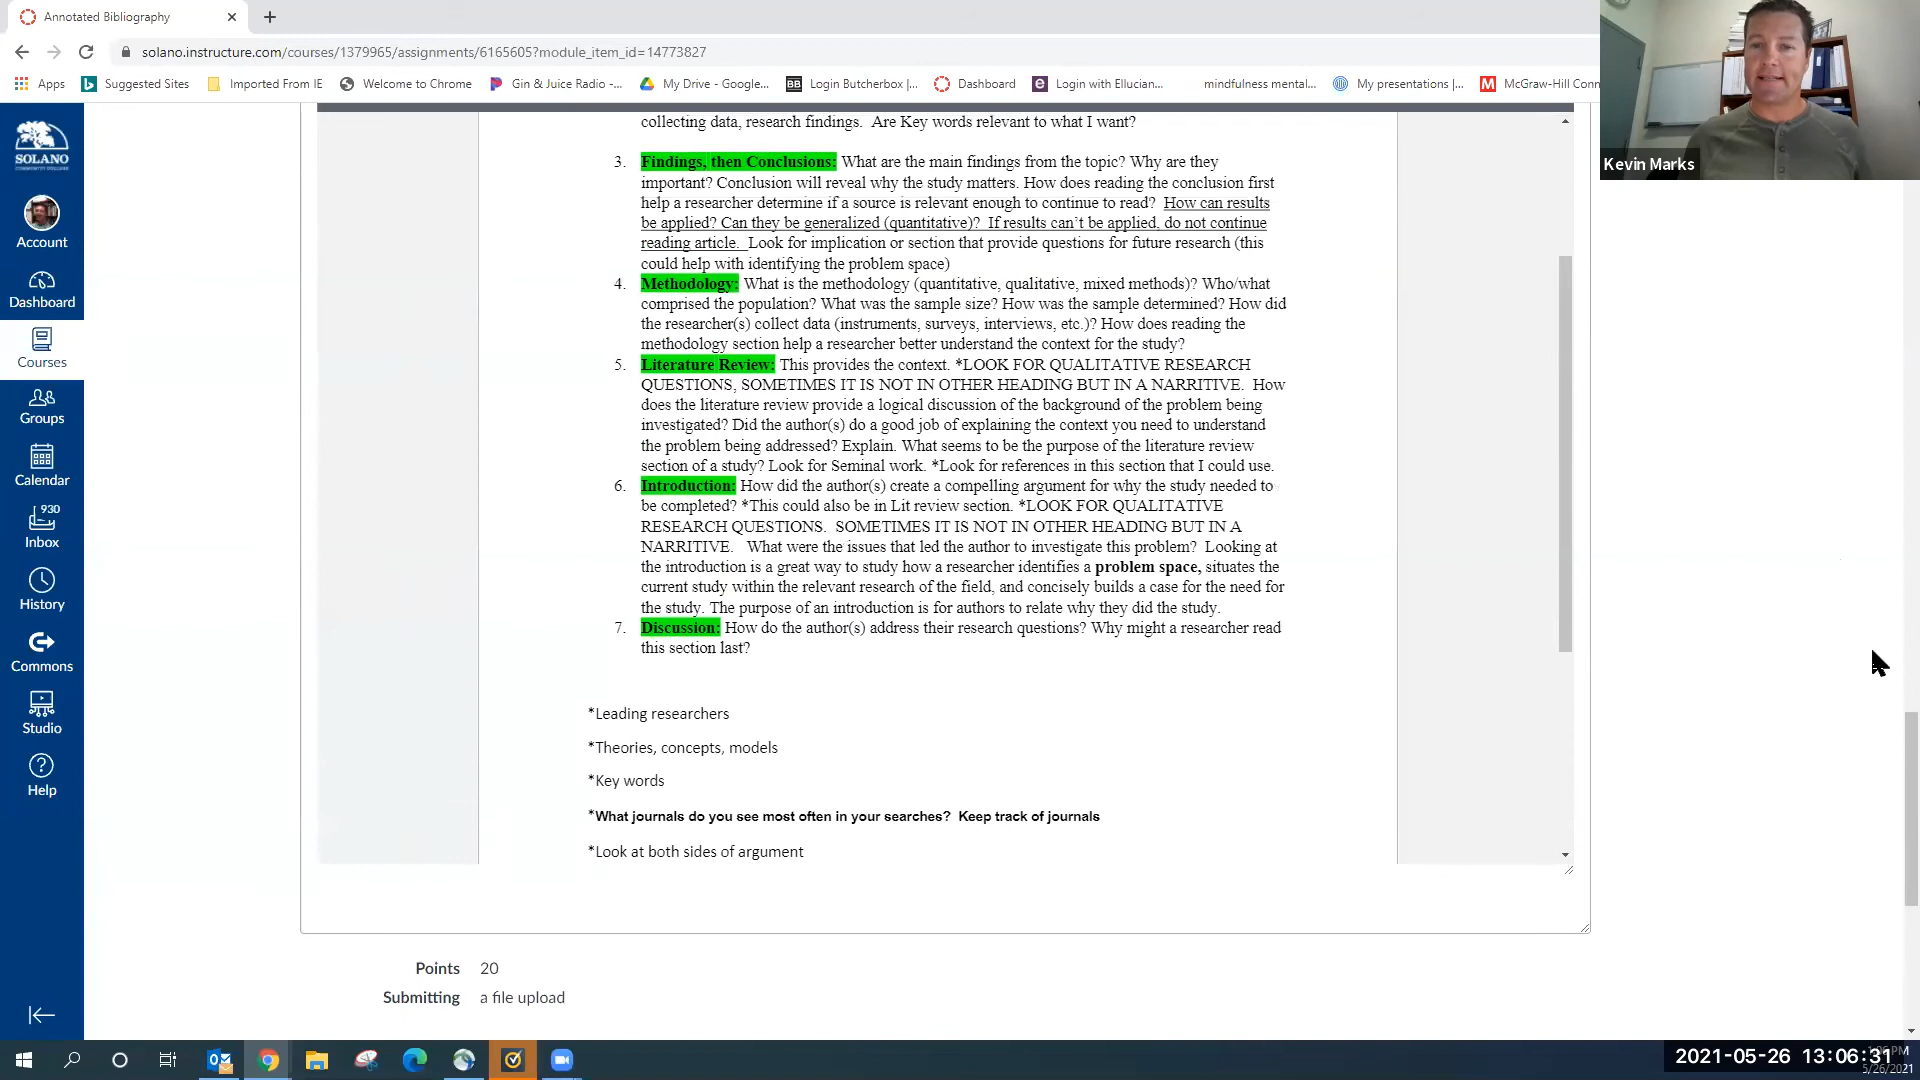 Annotated Bibliography
solano.instructure.com/courses/1379965/assignments/6165605?module_item_id=14773827
Apps
Suggested Sites
Imported From IE
Welcome to Chrome
Gin & Juice Radio -...
My Drive - Google...
BB
Login Butcherbox |...
Dashboard
Login with Ellucian...
mindfulness mental...
My presentations |...
McGraw-Hill Conn
Kevin Marks
SOLANO
COMMUNITY COLLEGE
Account
Dashboard
Courses
Groups
Calendar
930
Inbox
History
Commons
Studio
Help
collecting data, research findings.  Are Key words relevant to what I want?
3. Findings, then Conclusions: What are the main findings from the topic? Why are they
important? Conclusion will reveal why the study matters. How does reading the conclusion first
help a researcher determine if a source is relevant enough to continue to read?  How can results
be applied? Can they be generalized (quantitative)?  If results can't be applied, do not continue
reading article.  Look for implication or section that provide questions for future research (this
could help with identifying the problem space)
4. Methodology: What is the methodology (quantitative, qualitative, mixed methods)? Who/what
comprised the population? What was the sample size? How was the sample determined? How did
the researcher(s) collect data (instruments, surveys, interviews, etc.)? How does reading the
methodology section help a researcher better understand the context for the study?
5. Literature Review: This provides the context. *LOOK FOR QUALITATIVE RESEARCH
QUESTIONS, SOMETIMES IT IS NOT IN OTHER HEADING BUT IN A NARRITIVE.  How
does the literature review provide a logical discussion of the background of the problem being
investigated? Did the author(s) do a good job of explaining the context you need to understand
the problem being addressed? Explain. What seems to be the purpose of the literature review
section of a study? Look for Seminal work. *Look for references in this section that I could use.
6. Introduction: How did the author(s) create a compelling argument for why the study needed to
be completed? *This could also be in Lit review section. *LOOK FOR QUALITATIVE
RESEARCH QUESTIONS.  SOMETIMES IT IS NOT IN OTHER HEADING BUT IN A
NARRITIVE.   What were the issues that led the author to investigate this problem?  Looking at
the introduction is a great way to study how a researcher identifies a problem space, situates the
current study within the relevant research of the field, and concisely builds a case for the need for
the study. The purpose of an introduction is for authors to relate why they did the study.
7. Discussion: How do the author(s) address their research questions? Why might a researcher read
this section last?
*Leading researchers
*Theories, concepts, models
*Key words
*What journals do you see most often in your searches?  Keep track of journals
*Look at both sides of argument
Points 20
Submitting a file upload
2021-05-26 13:06:31
5/26/2021